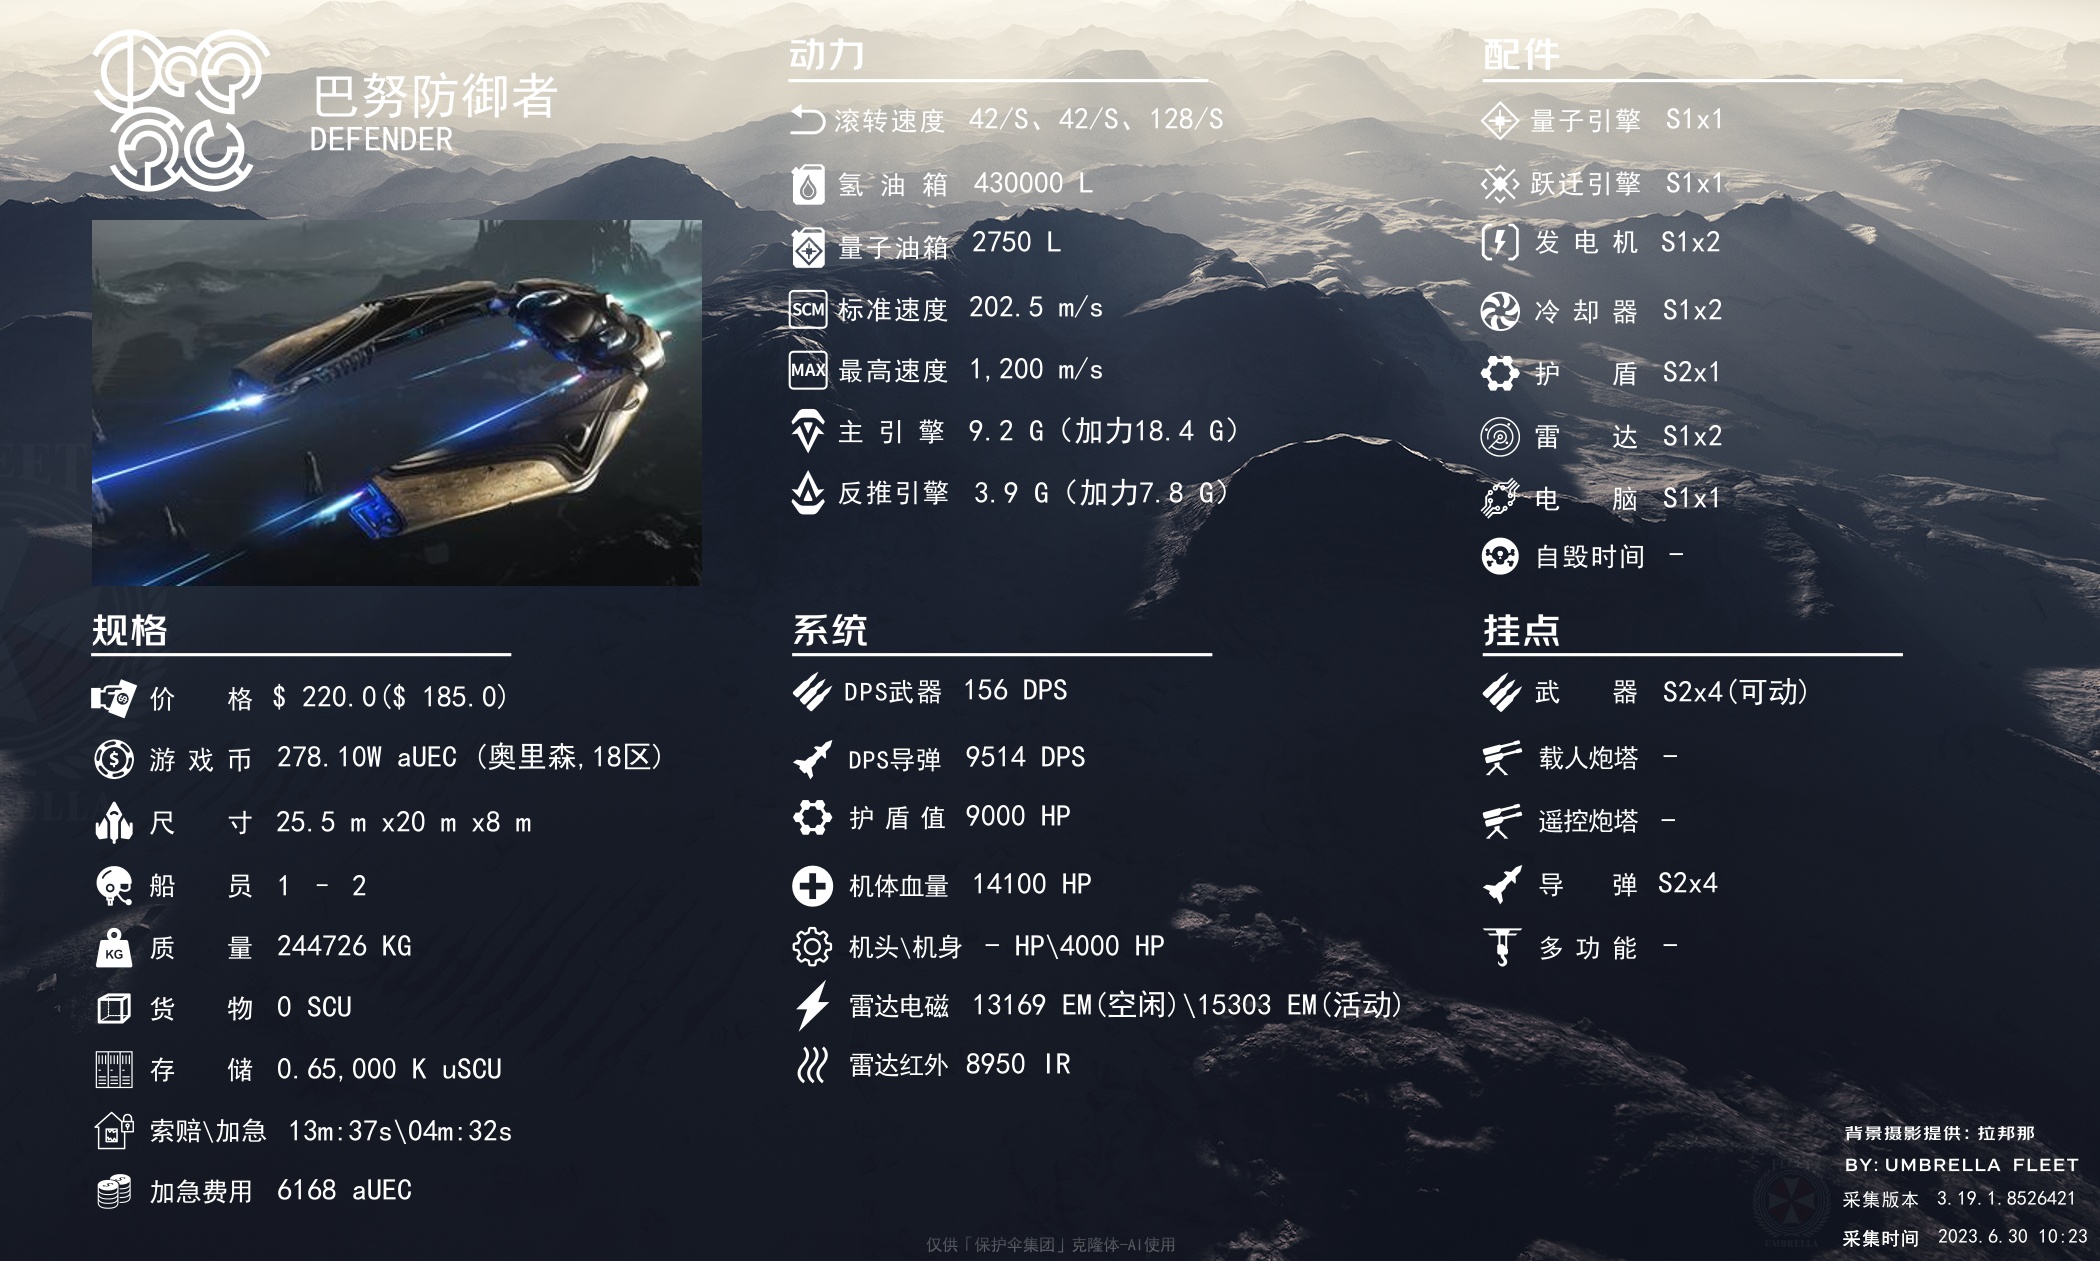 巴努防御者
DEFENDER
动力
滚转速度 42/S、42/S、128/S
氢油箱 430000 L
量子油箱 2750 L
SCM 标准速度 202.5 m/s
MAX 最高速度 1,200 m/s
主引擎 9.2 G（加力18.4 G）
反推引擎 3.9 G（加力7.8 G）
配件
量子引擎 S1x1
跃迁引擎 S1x1
发电机 S1x2
冷却器 S1x2
护盾 S2x1
雷达 S1x2
电脑 S1x1
自毁时间 -
规格
价格 $ 220.0($ 185.0)
游戏币 278.10W aUEC (奥里森,18区)
尺寸 25.5 m x20 m x8 m
船员 1 - 2
KG 质量 244726 KG
货物 0 SCU
存储 0.65,000 K uSCU
索赔\加急 13m:37s\04m:32s
加急费用 6168 aUEC
系统
DPS武器 156 DPS
DPS导弹 9514 DPS
护盾值 9000 HP
机体血量 14100 HP
机头\机身 - HP\4000 HP
雷达电磁 13169 EM(空闲)\15303 EM(活动)
雷达红外 8950 IR
挂点
武器 S2x4(可动)
载人炮塔 -
遥控炮塔 -
导弹 S2x4
多功能 -
背景摄影提供: 拉邦那
BY: UMBRELLA FLEET
采集版本 3.19.1.8526421
采集时间 2023.6.30 10:23
仅供「保护伞集团」克隆体-AI使用